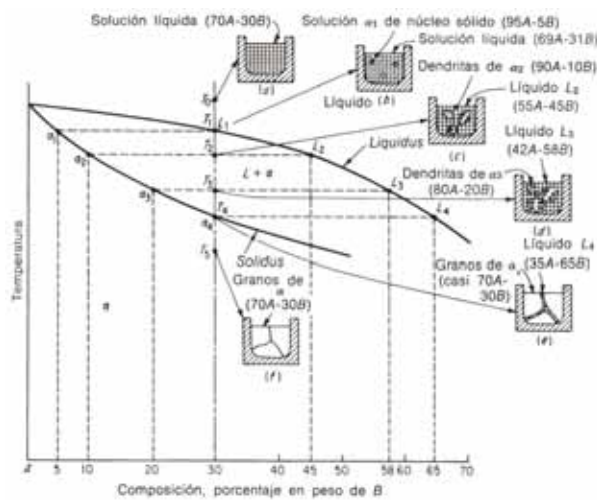 Solución líquida (70A-30B)
(a)
Solución α1 de núcleo sólido (95A-5B)
Solución líquida (69A-31B)
Líquido (b)
Dendritas de α2 (90A-10B)
Líquido L2
(55A-45B)
(c)
Líquido L3
(42A-58B)
Dendritas de α3
(80A-20B)
(d)
Líquido L4
(35A-65B)
Granos de α
(casi 70A-
30B)
(e)
T0
T1
L1
T2
L2
Liquidus
L + α
T3
L3
T4
L4
T5
α1
α2
α3
α4
Solidus
Granos de
α
(70A-30B)
(f)
α
Temperatura
5 10 20 30 45 58 60 65 70
Composición, porcentaje en peso de B